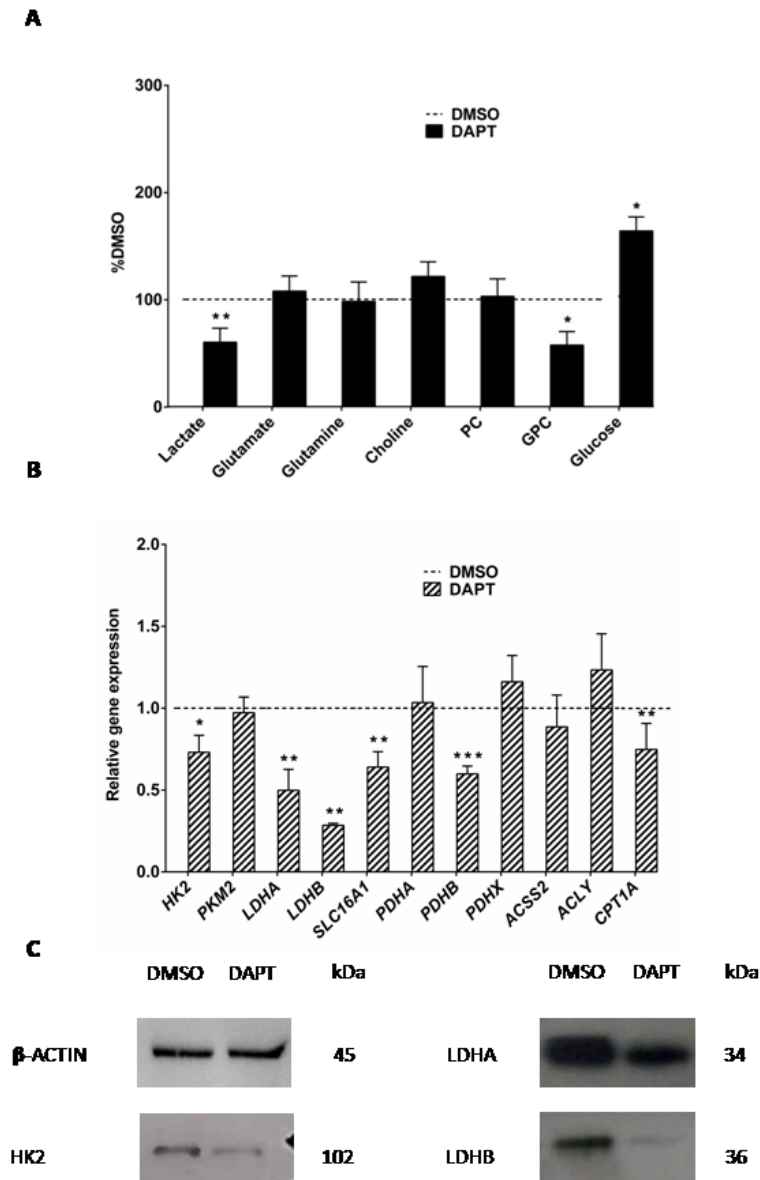 A
300
200
100
0
%DMSO
DMSO
DAPT
**
*
*
Lactate
Glutamate
Glutamine
Choline
PC
GPC
Glucose
B
2.0
1.5
1.0
0.5
0.0
Relative gene expression
DMSO
DAPT
*
**
**
**
***
**
HK2
PKM2
LDHA
LDHB
SLC16A1
PDHA
PDHB
PDHX
ACSS2
ACLY
CPT1A
C
DMSO DAPT kDa DMSO DAPT kDa
β-ACTIN 45 LDHA 34
HK2 102 LDHB 36